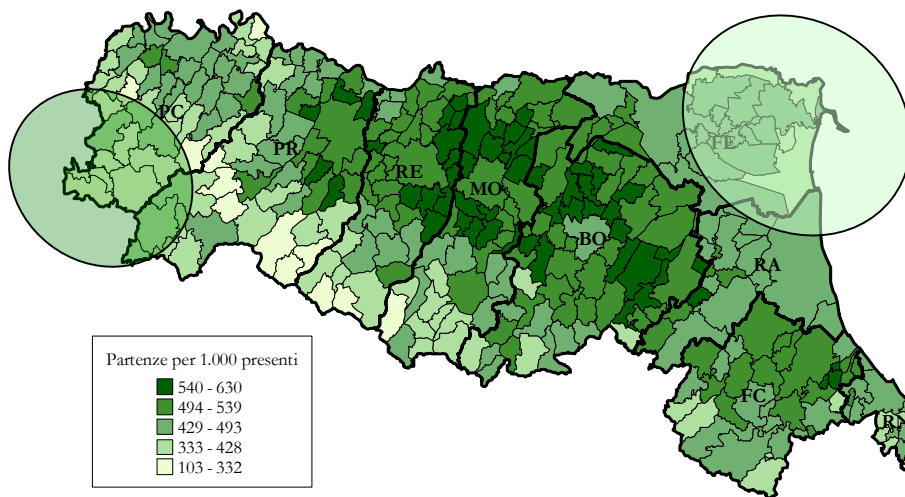 PC
PR
RE
MO
BO
FE
RA
FC
RN
Partenze per 1.000 presenti
540 - 630
494 - 539
429 - 493
333 - 428
103 - 332